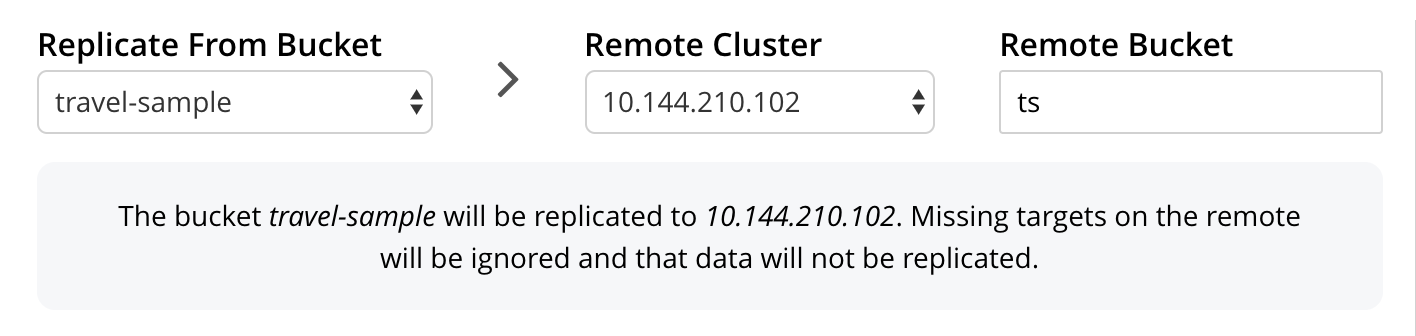 Replicate From Bucket
Remote Cluster
Remote Bucket
travel-sample
10.144.210.102
ts
The bucket travel-sample will be replicated to 10.144.210.102. Missing targets on the remote
will be ignored and that data will not be replicated.